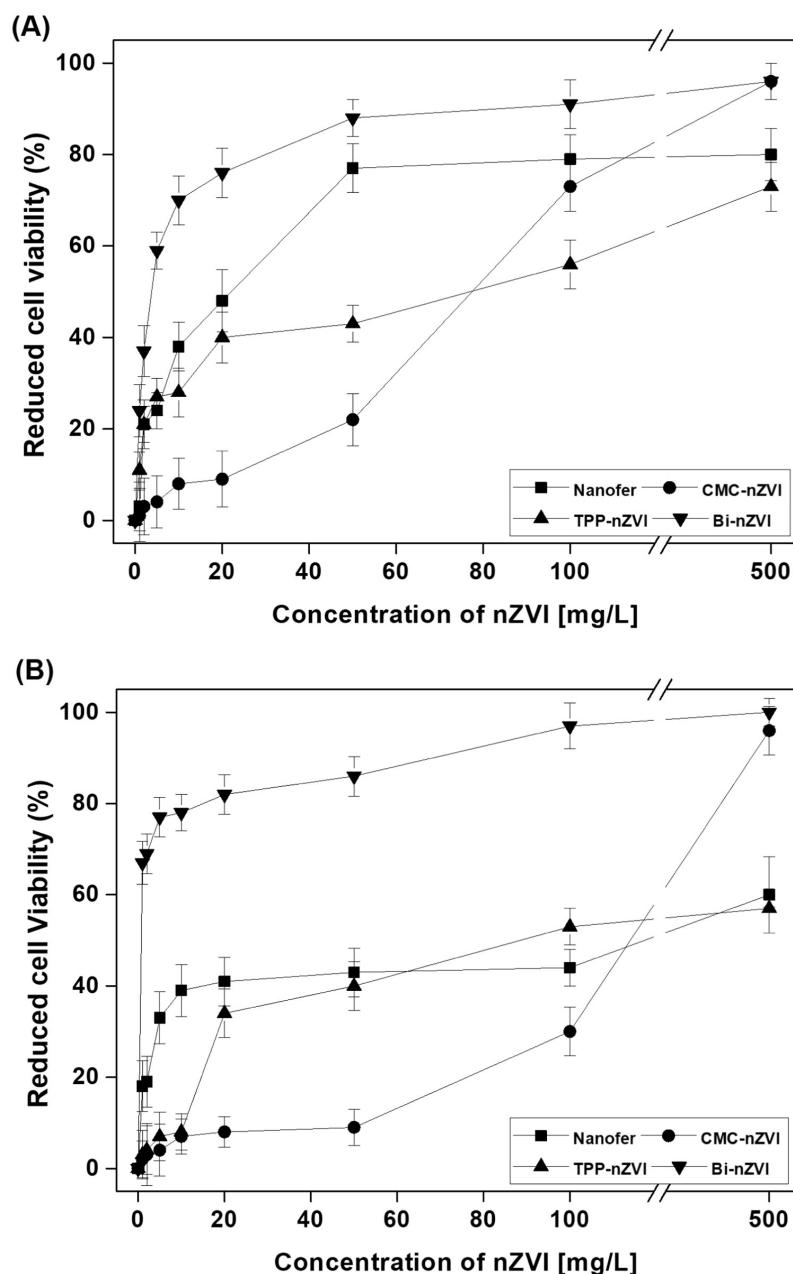 (A)
Reduced cell viability (%)
100
80
60
40
20
0
Nanofer CMC-nZVI
TPP-nZVI Bi-nZVI
0 20 40 60 80 100 500
Concentration of nZVI [mg/L]
(B)
Reduced cell Viability (%)
100
80
60
40
20
0
Nanofer CMC-nZVI
TPP-nZVI Bi-nZVI
0 20 40 60 80 100 500
Concentration of nZVI [mg/L]